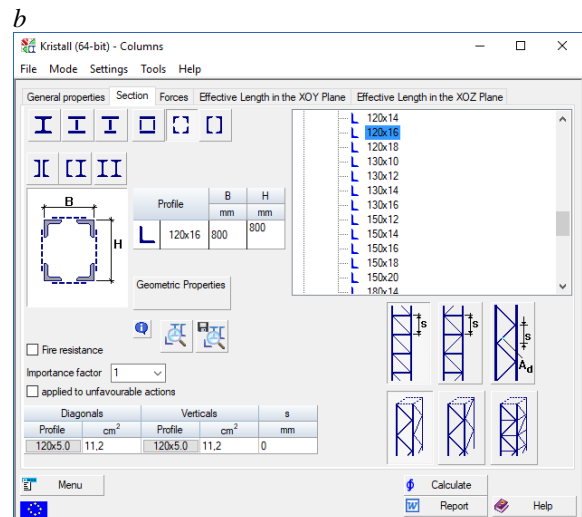 b
Kristall (64-bit) - Columns
File Mode Settings Tools Help
General properties Section Forces Effective Length in the XOY Plane Effective Length in the XOZ Plane
120x14
120x16
120x18
130x10
130x12
130x14
130x16
150x12
150x14
150x16
150x18
150x20
180x14
B
H
Profile B H
mm mm
120x16 800 800
Geometric Properties
Fire resistance
Importance factor 1
applied to unfavourable actions
Diagonals Verticals s
Profile cm2 Profile cm2 mm
120x5.0 11,2 120x5.0 11,2 0
s
s
s
Ad
Menu
Calculate
Report
Help